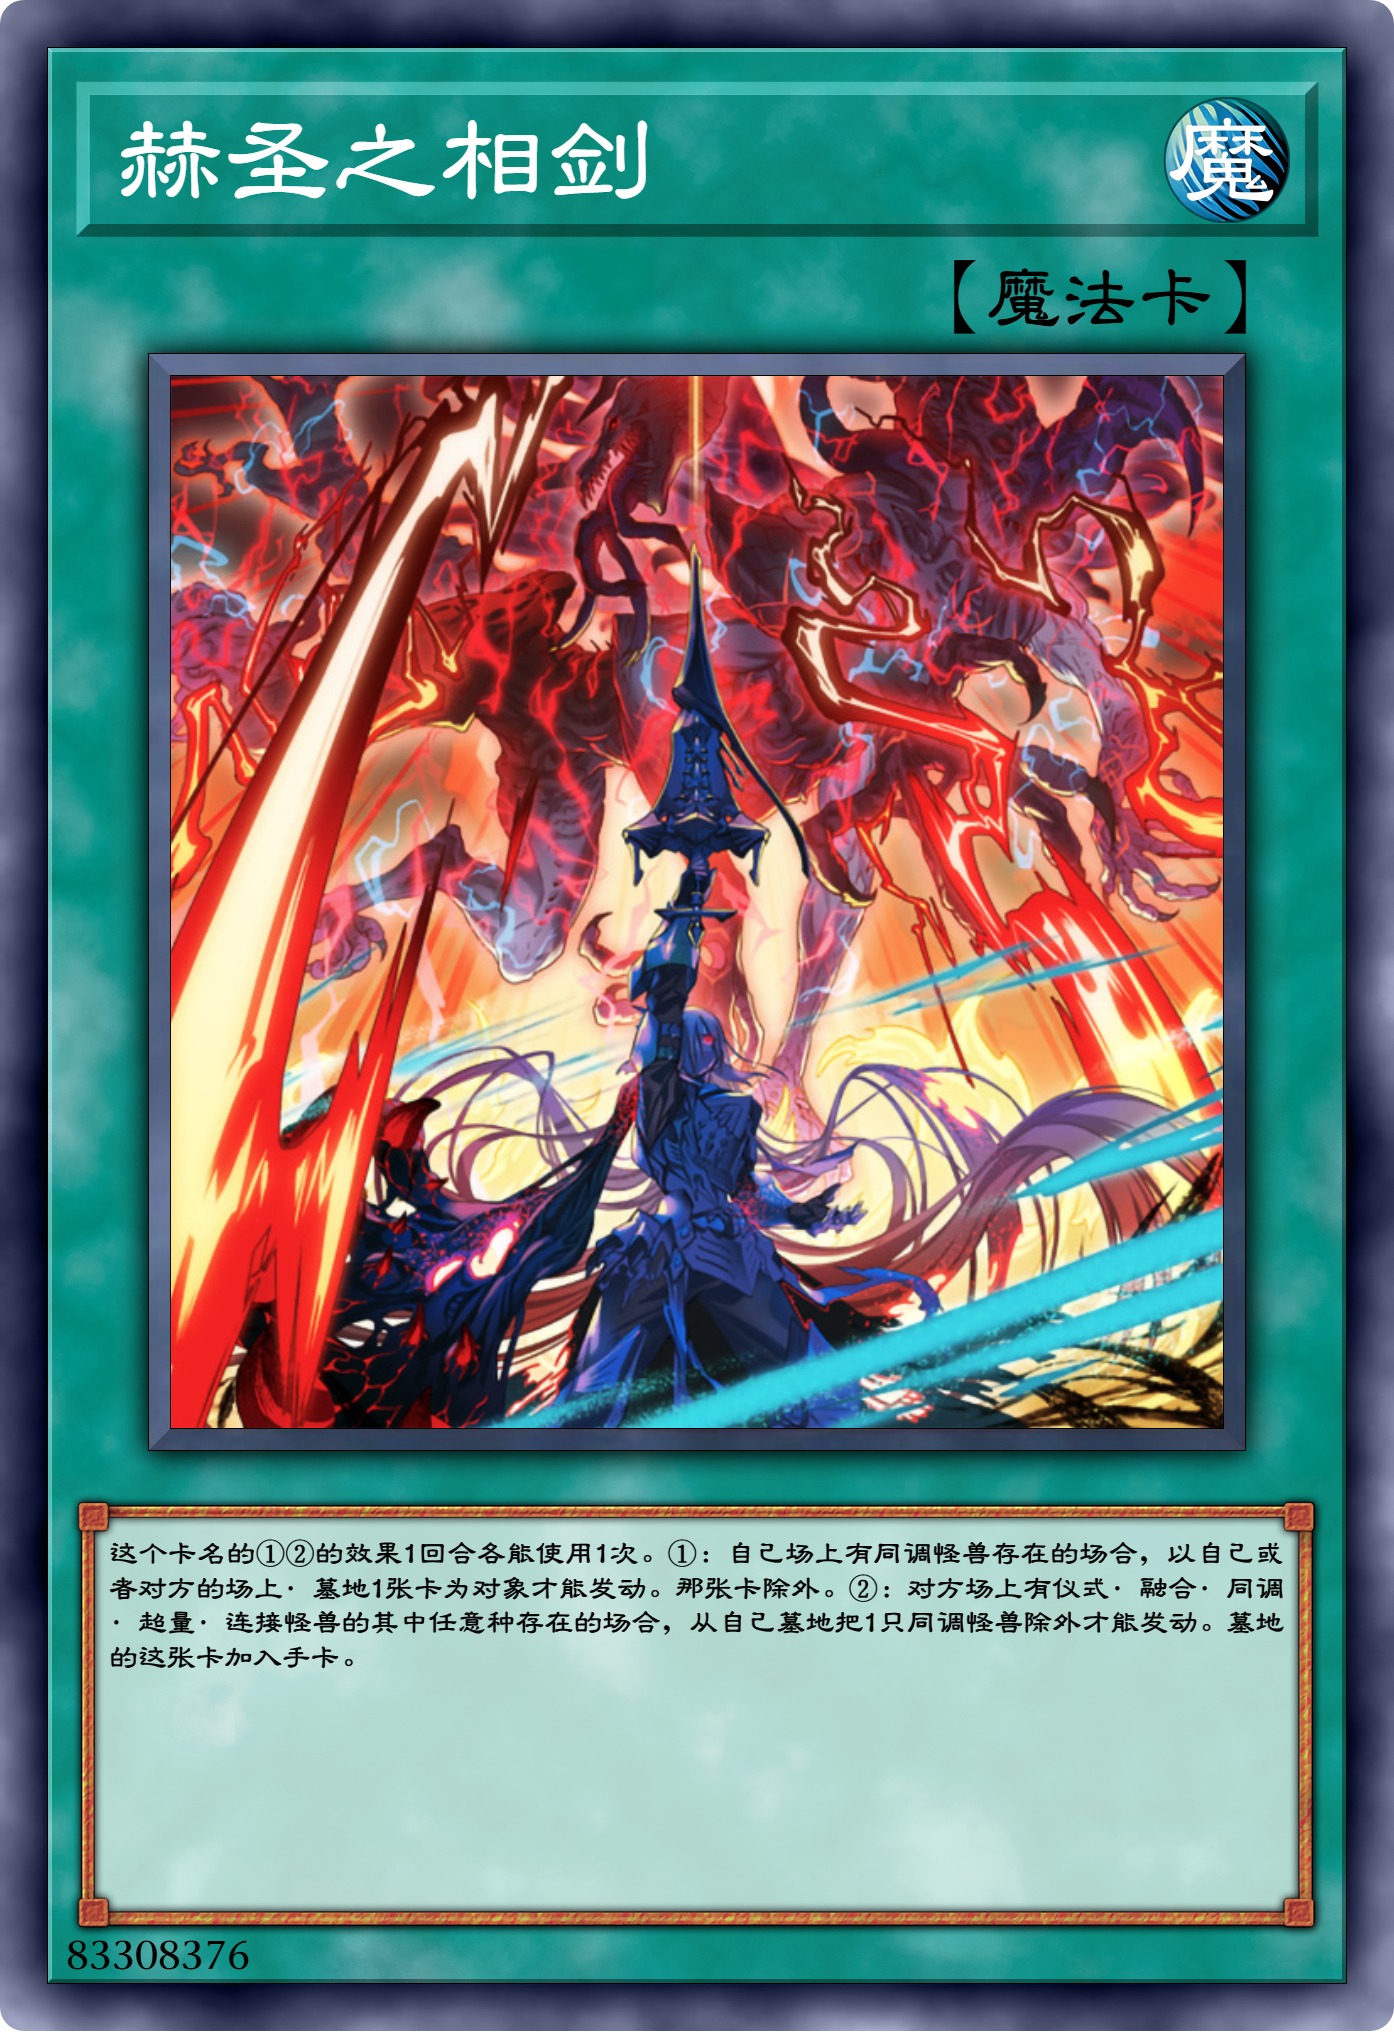 赫圣之相剑
魔
【魔法卡】
这个卡名的①②的效果1回合各能使用1次。①：自己场上有同调怪兽存在的场合，以自己或
者对方的场上·墓地1张卡为对象才能发动。那张卡除外。②：对方场上有仪式·融合·同调
·超量·连接怪兽的其中任意种存在的场合，从自己墓地把1只同调怪兽除外才能发动。墓地
的这张卡加入手卡。
83308376